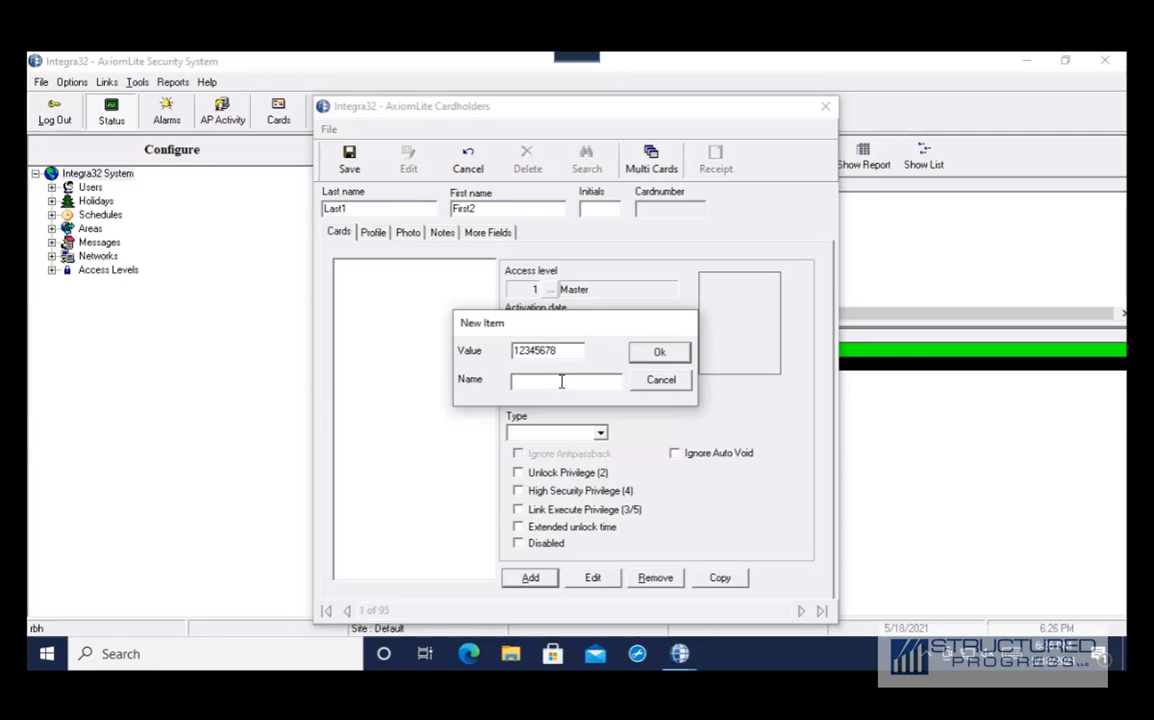 Integra32 - AxiomLite Security System
File Options Links Tools Reports Help
Log Out Status Alarms AP Activity Cards
Configure
Integra32 System
Users
Holidays
Schedules
Areas
Messages
Networks
Access Levels
Integra32 - AxiomLite Cardholders
File
Save Edit Cancel Delete Search Multi Cards Receipt
Show Report Show List
Last name First name Initials Cardnumber
Last1 First2
Cards Profile Photo Notes More Fields
Access level
1 ... Master
Activation date
New Item
Value 12345678 Ok
Name Cancel
Type
Ignore Antipassback Ignore Auto Void
Unlock Privilege (2)
High Security Privilege (4)
Link Execute Privilege (3/5)
Extended unlock time
Disabled
Add Edit Remove Copy
1 of 95
rbh Site : Default 5/18/2021 6:26 PM
Search
STRUCTURED
PROGRESS LLC